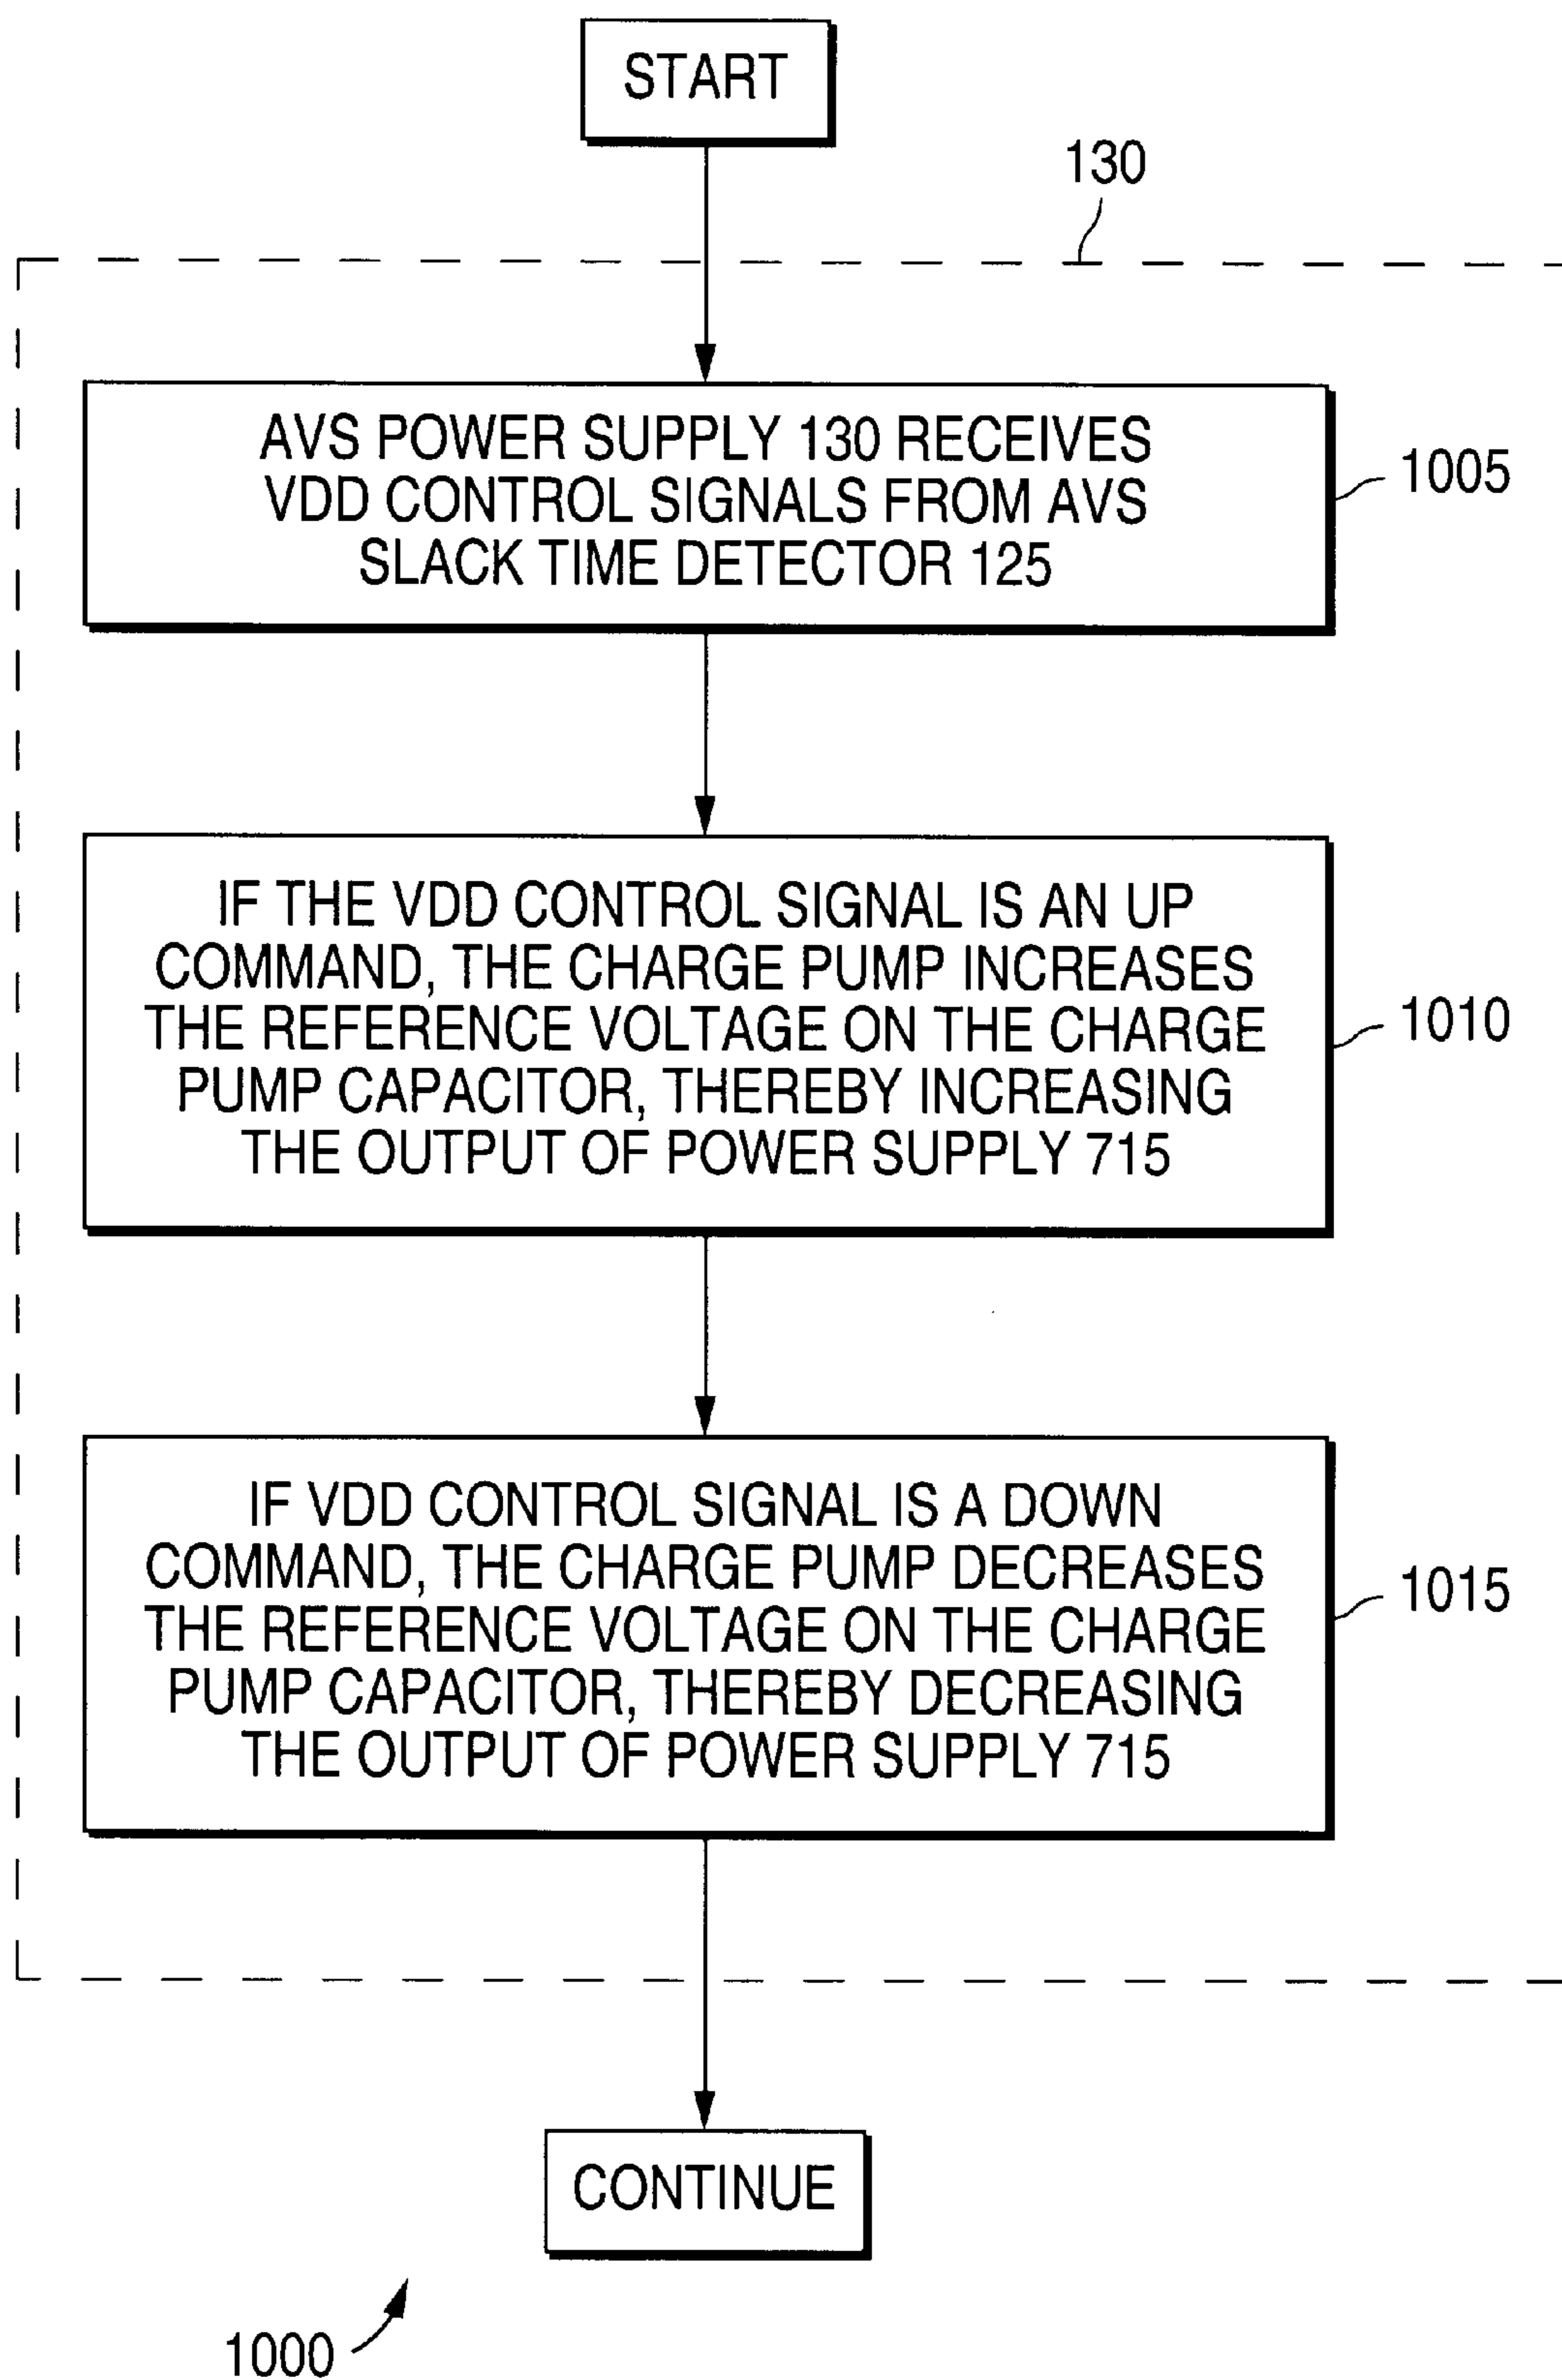 START
130
AVS POWER SUPPLY 130 RECEIVES
VDD CONTROL SIGNALS FROM AVS
SLACK TIME DETECTOR 125
1005
IF THE VDD CONTROL SIGNAL IS AN UP
COMMAND, THE CHARGE PUMP INCREASES
THE REFERENCE VOLTAGE ON THE CHARGE
PUMP CAPACITOR, THEREBY INCREASING
THE OUTPUT OF POWER SUPPLY 715
1010
IF VDD CONTROL SIGNAL IS A DOWN
COMMAND, THE CHARGE PUMP DECREASES
THE REFERENCE VOLTAGE ON THE CHARGE
PUMP CAPACITOR, THEREBY DECREASING
THE OUTPUT OF POWER SUPPLY 715
1015
CONTINUE
1000